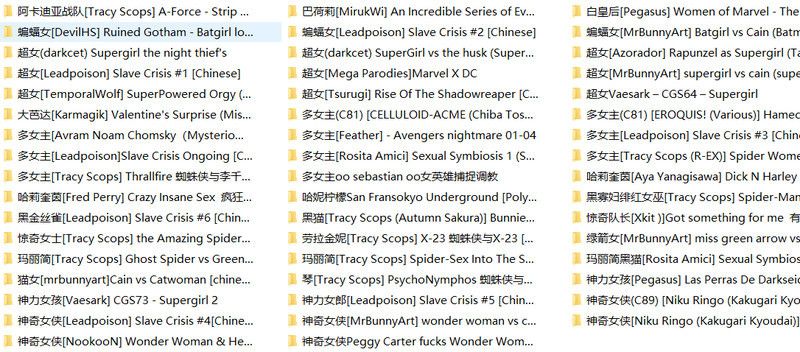 阿卡迪亚战队[Tracy Scops] A-Force - Strip ...
蝙蝠女[DevilHS] Ruined Gotham - Batgirl lo...
超女(darkcet) Supergirl the night thief's
超女[Leadpoison] Slave Crisis #1 [Chinese]
超女[TemporalWolf] SuperPowered Orgy (...
大芭达[Karmagik] Valentine's Surprise (Mis...
多女主[Avram Noam Chomsky（Mysterio...
多女主[Leadpoison]Slave Crisis Ongoing [C...
多女主[Tracy Scops] Thrallfire 蜘蛛侠与李千...
哈莉奎茵[Fred Perry] Crazy Insane Sex 疯狂...
黑金丝雀[Leadpoison] Slave Crisis #6 [Chin...
惊奇女士[Tracy Scops] the Amazing Spider...
玛丽简[Tracy Scops] Ghost Spider vs Green...
猫女[mrbunnyart]Cain vs Catwoman [chine...
神力女孩[Vaesark] CGS73 - Supergirl 2
神奇女侠[Leadpoison] Slave Crisis #4[Chine...
神奇女侠[NookooN] Wonder Woman & He...
巴荷莉[MirukWi] An Incredible Series of Ev...
蝙蝠女[Leadpoison] Slave Crisis #2 [Chinese]
超女(darkcet) SuperGirl vs the husk (Super...
超女[Mega Parodies]Marvel X DC
超女[Tsurugi] Rise Of The Shadowreaper [C...
多女主(C81) [CELLULOID-ACME (Chiba Tos...
多女主[Feather] - Avengers nightmare 01-04
多女主[Rosita Amici] Sexual Symbiosis 1 (S...
多女主oo sebastian oo女英雄捕捉调教
哈妮柠檬San Fransokyo Underground [Poly...
黑猫[Tracy Scops (Autumn Sakura)] Bunnie...
劳拉金妮[Tracy Scops] X-23 蜘蛛侠与X-23 [...
玛丽简[Tracy Scops] Spider-Sex Into The S...
琴[Tracy Scops] PsychoNymphos 蜘蛛侠与...
神力女郎[Leadpoison] Slave Crisis #5 [Chin...
神奇女侠[MrBunnyArt] wonder woman vs c...
神奇女侠Peggy Carter fucks Wonder Wom...
白皇后[Pegasus] Women of Marvel - The
蝙蝠女[MrBunnyArt] Batgirl vs Cain (Batm
超女[Azorador] Rapunzel as Supergirl (Ta
超女[MrBunnyArt] supergirl vs cain (supe
超女Vaesark – CGS64 – Supergirl
多女主(C81) [EROQUIS! (Various)] Hamed
多女主[Leadpoison] Slave Crisis #3 [Chin
多女主[Tracy Scops (R-EX)] Spider Wome
哈莉奎茵[Aya Yanagisawa] Dick N Harley
黑寡妇绯红女巫[Tracy Scops] Spider-Man
惊奇队长[Xkit )]Got something for me 有
绿箭女[MrBunnyArt] miss green arrow vs
玛丽简黑猫[Rosita Amici] Sexual Symbiosi
神力女孩[Pegasus] Las Perras De Darkseid
神奇女侠(C89) [Niku Ringo (Kakugari Kyo
神奇女侠[Niku Ringo (Kakugari Kyoudai)]